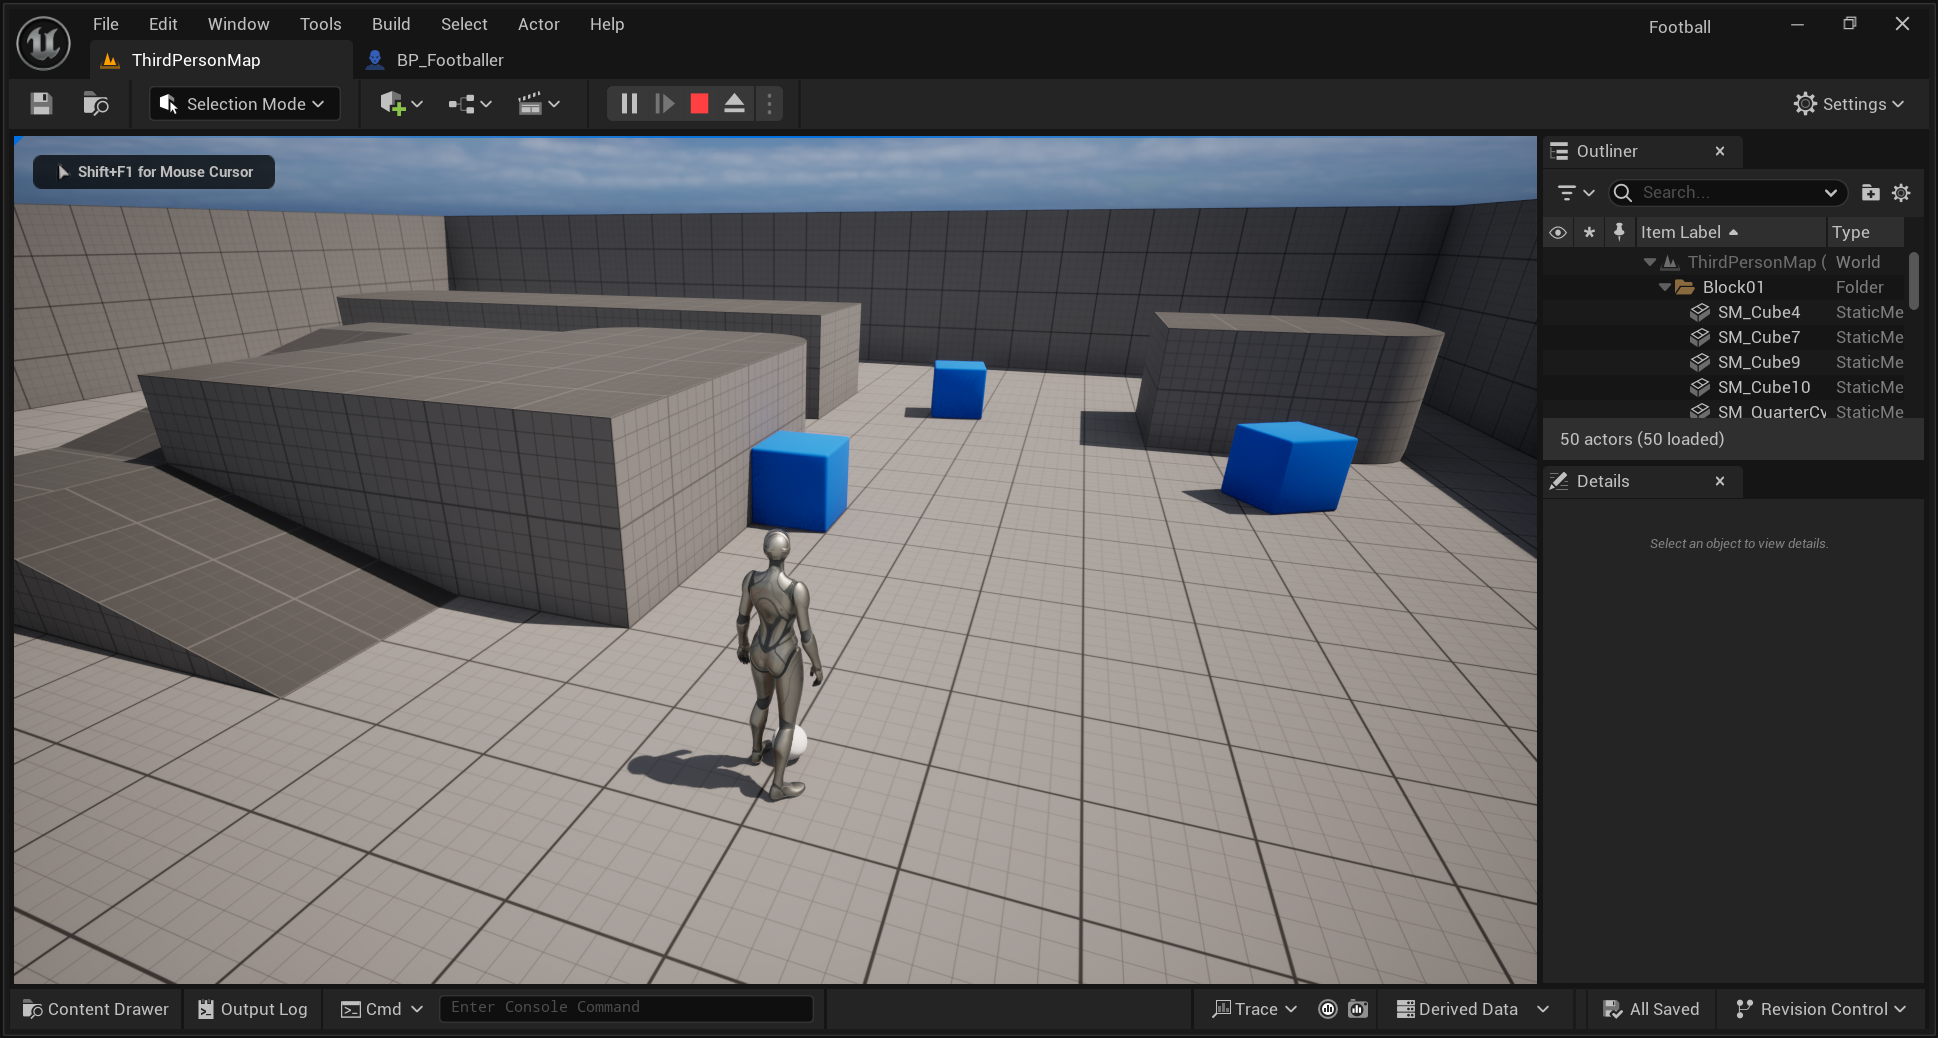 File Edit Window Tools Build Select Actor Help
Football
ThirdPersonMap
BP_Footballer
Selection Mode
Settings
Shift+F1 for Mouse Cursor
Outliner
Search...
Item Label Type
ThirdPersonMap ( World
Block01 Folder
SM_Cube4 StaticMe
SM_Cube7 StaticMe
SM_Cube9 StaticMe
SM_Cube10 StaticMe
SM_QuarterCy StaticMe
50 actors (50 loaded)
Details
Select an object to view details.
Content Drawer Output Log Cmd Enter Console Command Trace Derived Data All Saved Revision Control